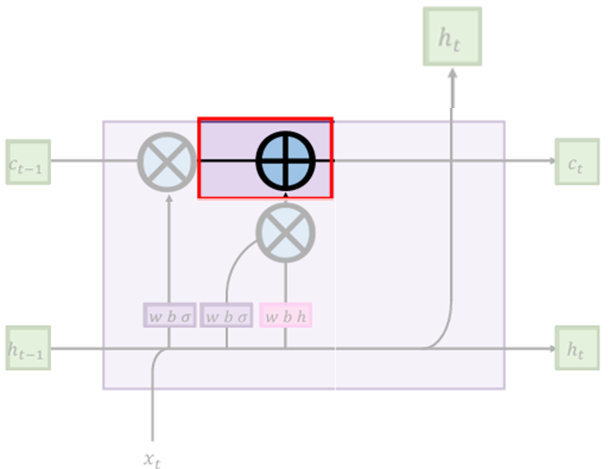 h_t
c_{t-1}
c_t
w b σ
w b σ
w b h
h_{t-1}
h_t
x_t